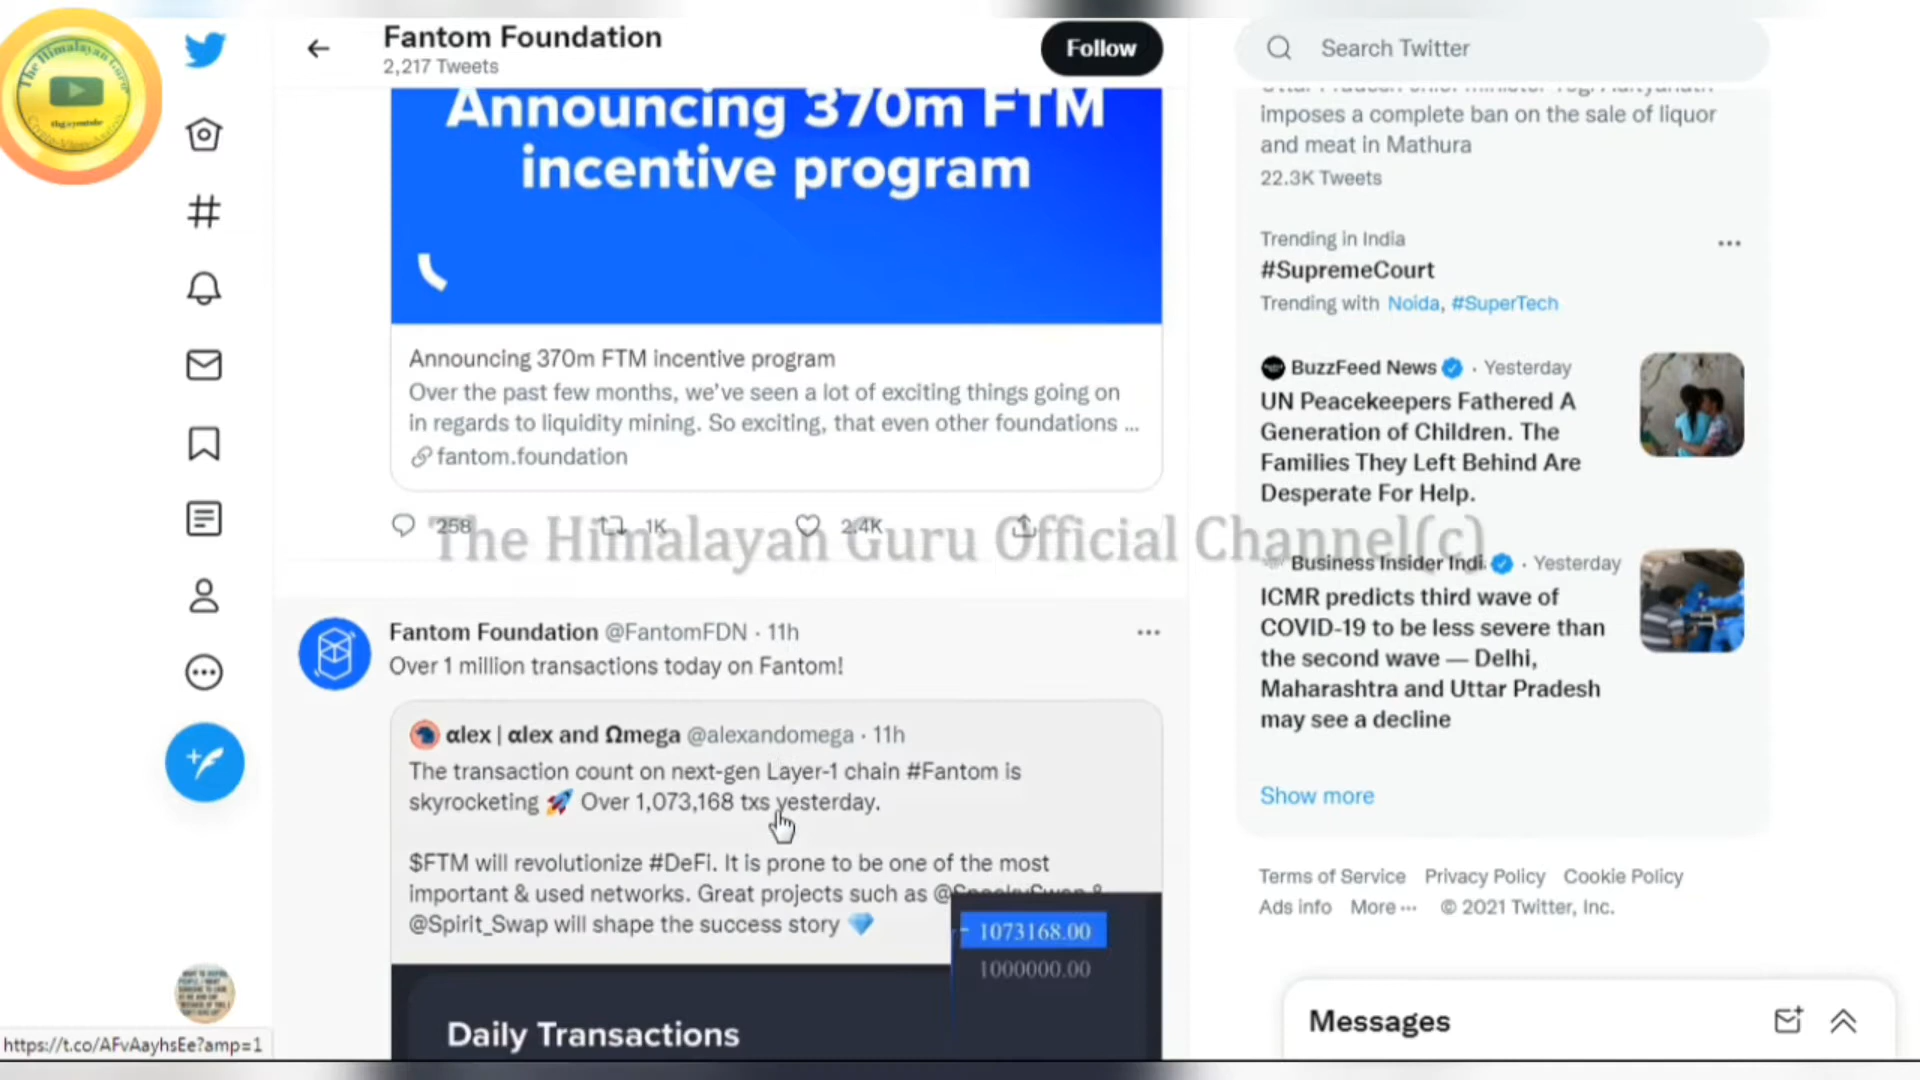 The Himalayan Guru
Fantom Foundation
2,217 Tweets
Follow
Search Twitter
Announcing 370m FTM
incentive program
Announcing 370m FTM incentive program
Over the past few months, we've seen a lot of exciting things going on
in regards to liquidity mining. So exciting, that even other foundations ...
fantom.foundation
258
1K
2.4K
The Himalayan Guru Official Channel(c)
Fantom Foundation @FantomFDN · 11h
Over 1 million transactions today on Fantom!
αlex | αlex and Ωmega @alexandomega · 11h
The transaction count on next-gen Layer-1 chain #Fantom is
skyrocketing 🚀 Over 1,073,168 txs yesterday.
$FTM will revolutionize #DeFi. It is prone to be one of the most
important & used networks. Great projects such as @SpookySwap &
@Spirit_Swap will shape the success story 💎
1073168.00
1000000.00
Daily Transactions
imposes a complete ban on the sale of liquor
and meat in Mathura
22.3K Tweets
Trending in India
#SupremeCourt
Trending with Noida, #SuperTech
BuzzFeed News · Yesterday
UN Peacekeepers Fathered A
Generation of Children. The
Families They Left Behind Are
Desperate For Help.
Business Insider Indi. · Yesterday
ICMR predicts third wave of
COVID-19 to be less severe than
the second wave — Delhi,
Maharashtra and Uttar Pradesh
may see a decline
Show more
Terms of Service Privacy Policy Cookie Policy
Ads info More ··· © 2021 Twitter, Inc.
Messages
https://t.co/AFvAayhsEe?amp=1